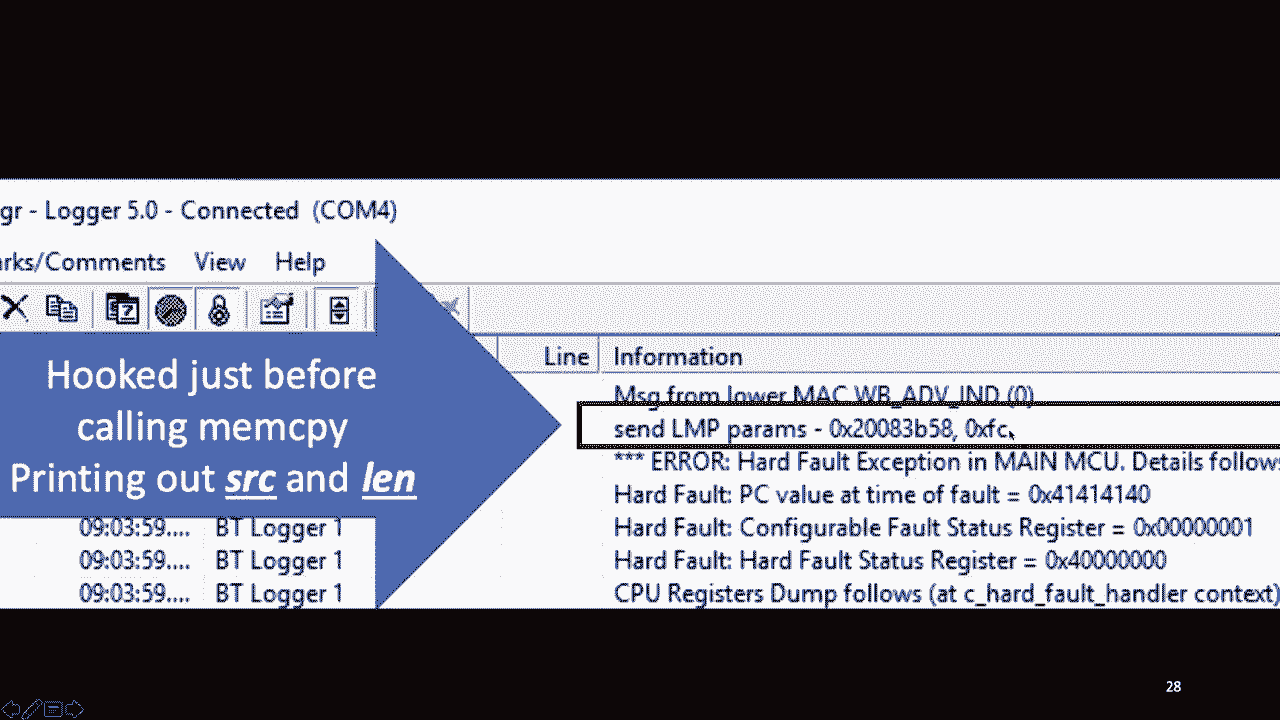 gr - Logger 5.0 - Connected (COM4)
arks/Comments View Help
Line Information
Hooked just before
calling memcpy
Printing out src and len
Msg from lower MAC WB_ADV_IND (0)
send LMP params - 0x20083b58, 0xfc
*** ERROR: Hard Fault Exception in MAIN MCU. Details follows
Hard Fault: PC value at time of fault = 0x41414140
09:03:59.... BT Logger 1 Hard Fault: Configurable Fault Status Register = 0x00000001
09:03:59.... BT Logger 1 Hard Fault: Hard Fault Status Register = 0x40000000
09:03:59.... BT Logger 1 CPU Registers Dump follows (at c_hard_fault_handler context)
28